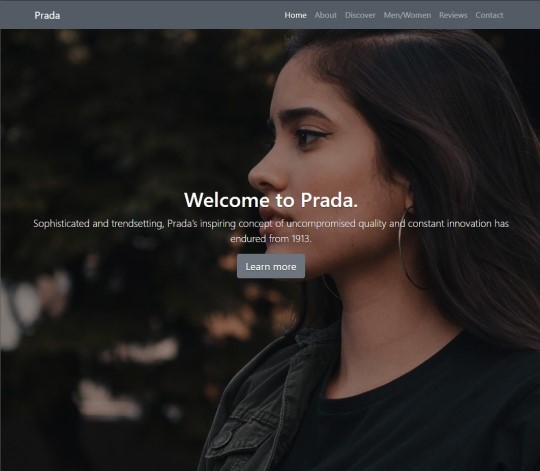 Prada
Home About Discover Men/Women Reviews Contact
Welcome to Prada.
Sophisticated and trendsetting, Prada's inspiring concept of uncompromised quality and constant innovation has
endured from 1913.
Learn more